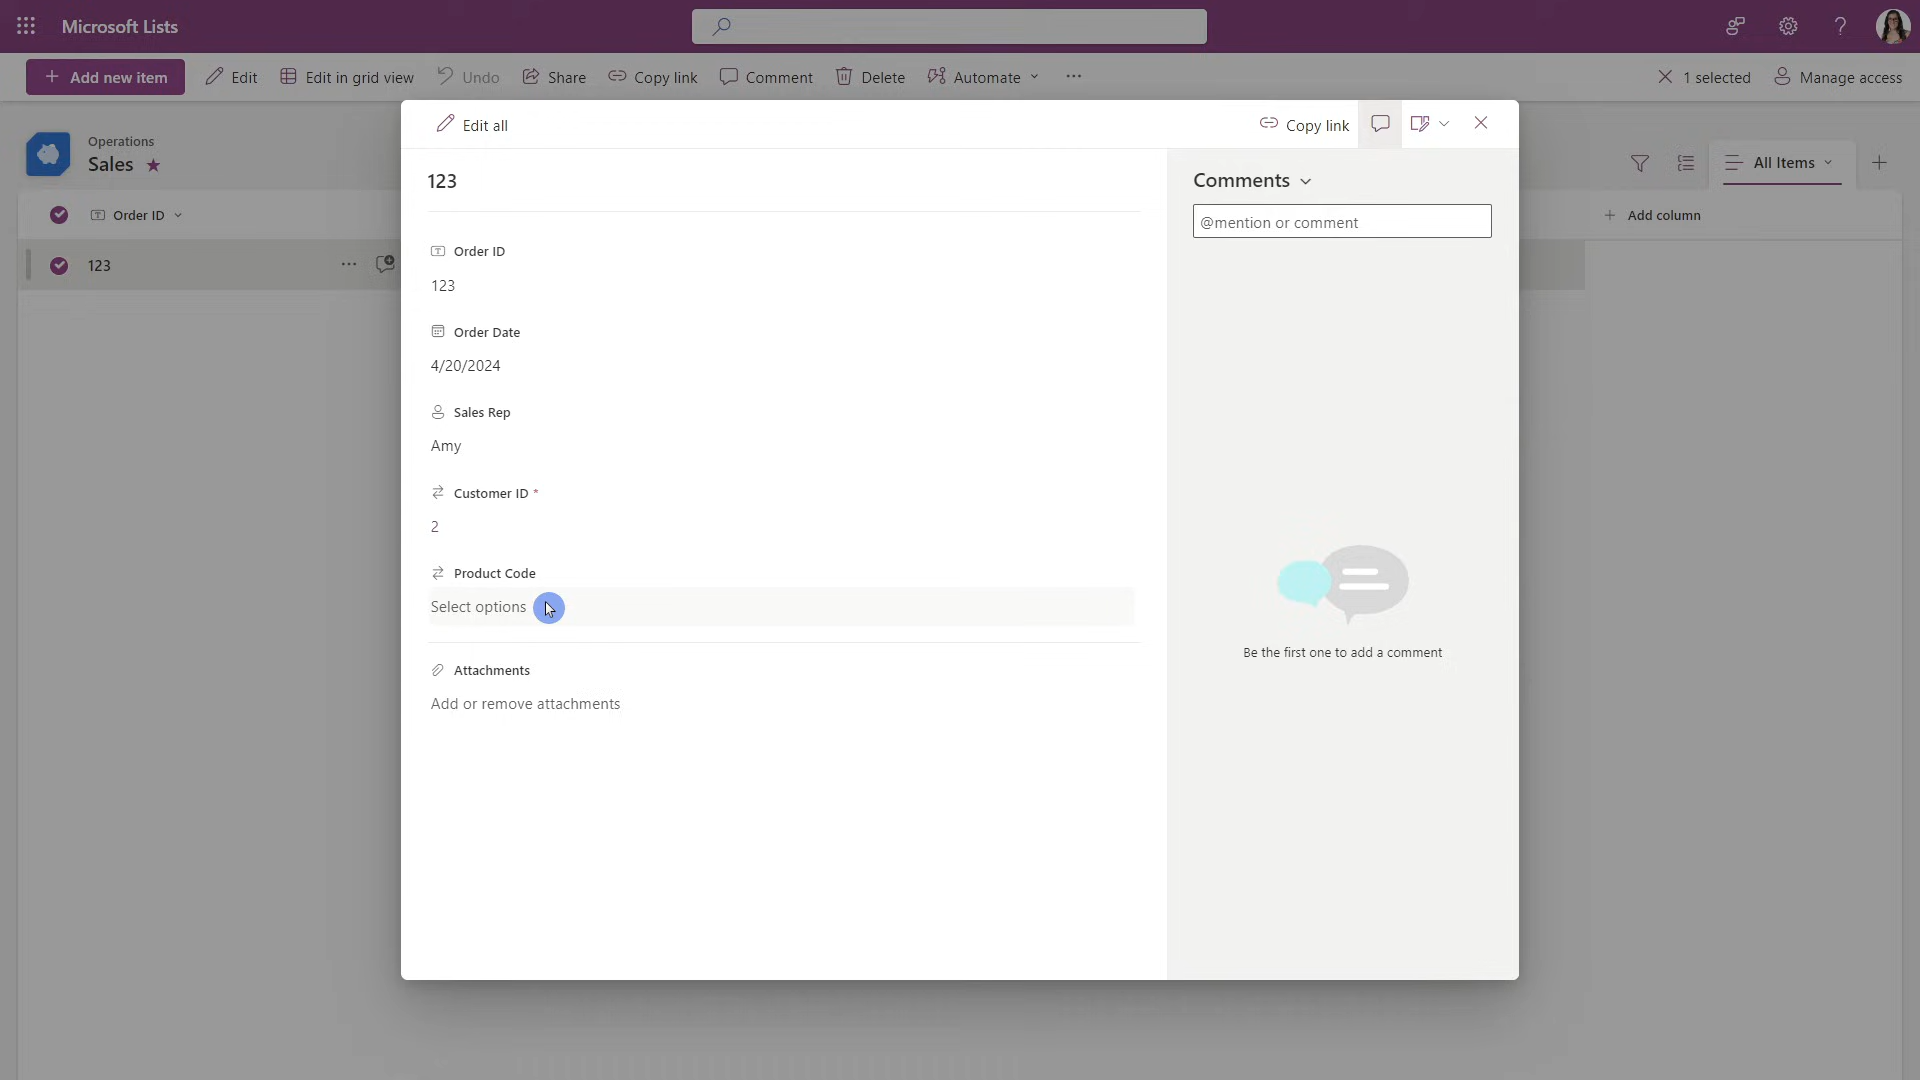 Microsoft Lists
Add new item
Edit
Edit in grid view
Undo
Share
Copy link
Comment
Delete
Automate
1 selected
Manage access
Operations
Sales
All Items
Order ID
Add column
123
Edit all
Copy link
123
Order ID
123
Order Date
4/20/2024
Sales Rep
Amy
Customer ID *
2
Product Code
Select options
Attachments
Add or remove attachments
Comments
@mention or comment
Be the first one to add a comment